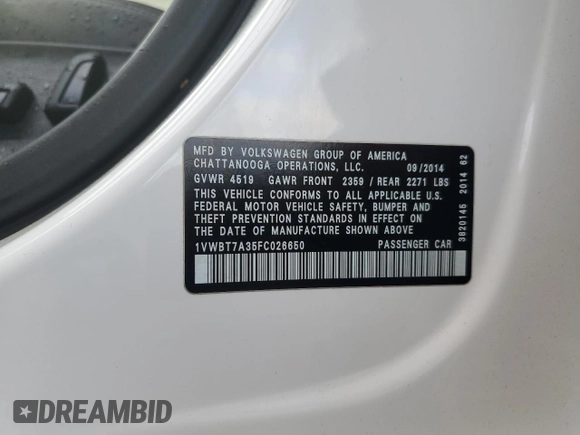 MFD BY VOLKSWAGEN GROUP OF AMERICA
CHATTANOOGA OPERATIONS, LLC. 09/2014
GVWR 4519 GAWR FRONT 2359 / REAR 2271 LBS
THIS VEHICLE CONFORMS TO ALL APPLICABLE U.S.
FEDERAL MOTOR VEHICLE SAFETY, BUMPER AND
THEFT PREVENTION STANDARDS IN EFFECT ON
THE DATE OF MANUFACTURE SHOWN ABOVE
1VWBT7A35FC026650 PASSENGER CAR
3820145 2014 62
DREAMBID